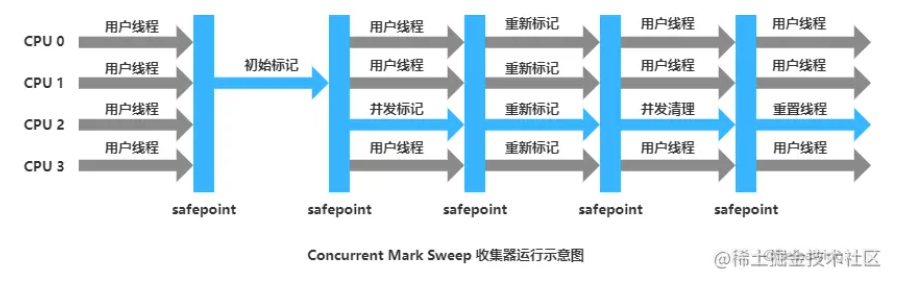 CPU 0 用户线程 用户线程 重新标记 用户线程 用户线程
初始标记
CPU 1 用户线程 用户线程 重新标记 用户线程 用户线程
CPU 2 用户线程 并发标记 重新标记 并发清理 重置线程
CPU 3 用户线程 用户线程 重新标记 用户线程 用户线程
safepoint safepoint safepoint safepoint safepoint
Concurrent Mark Sweep 收集器运行示意图
@稀土掘金技术社区